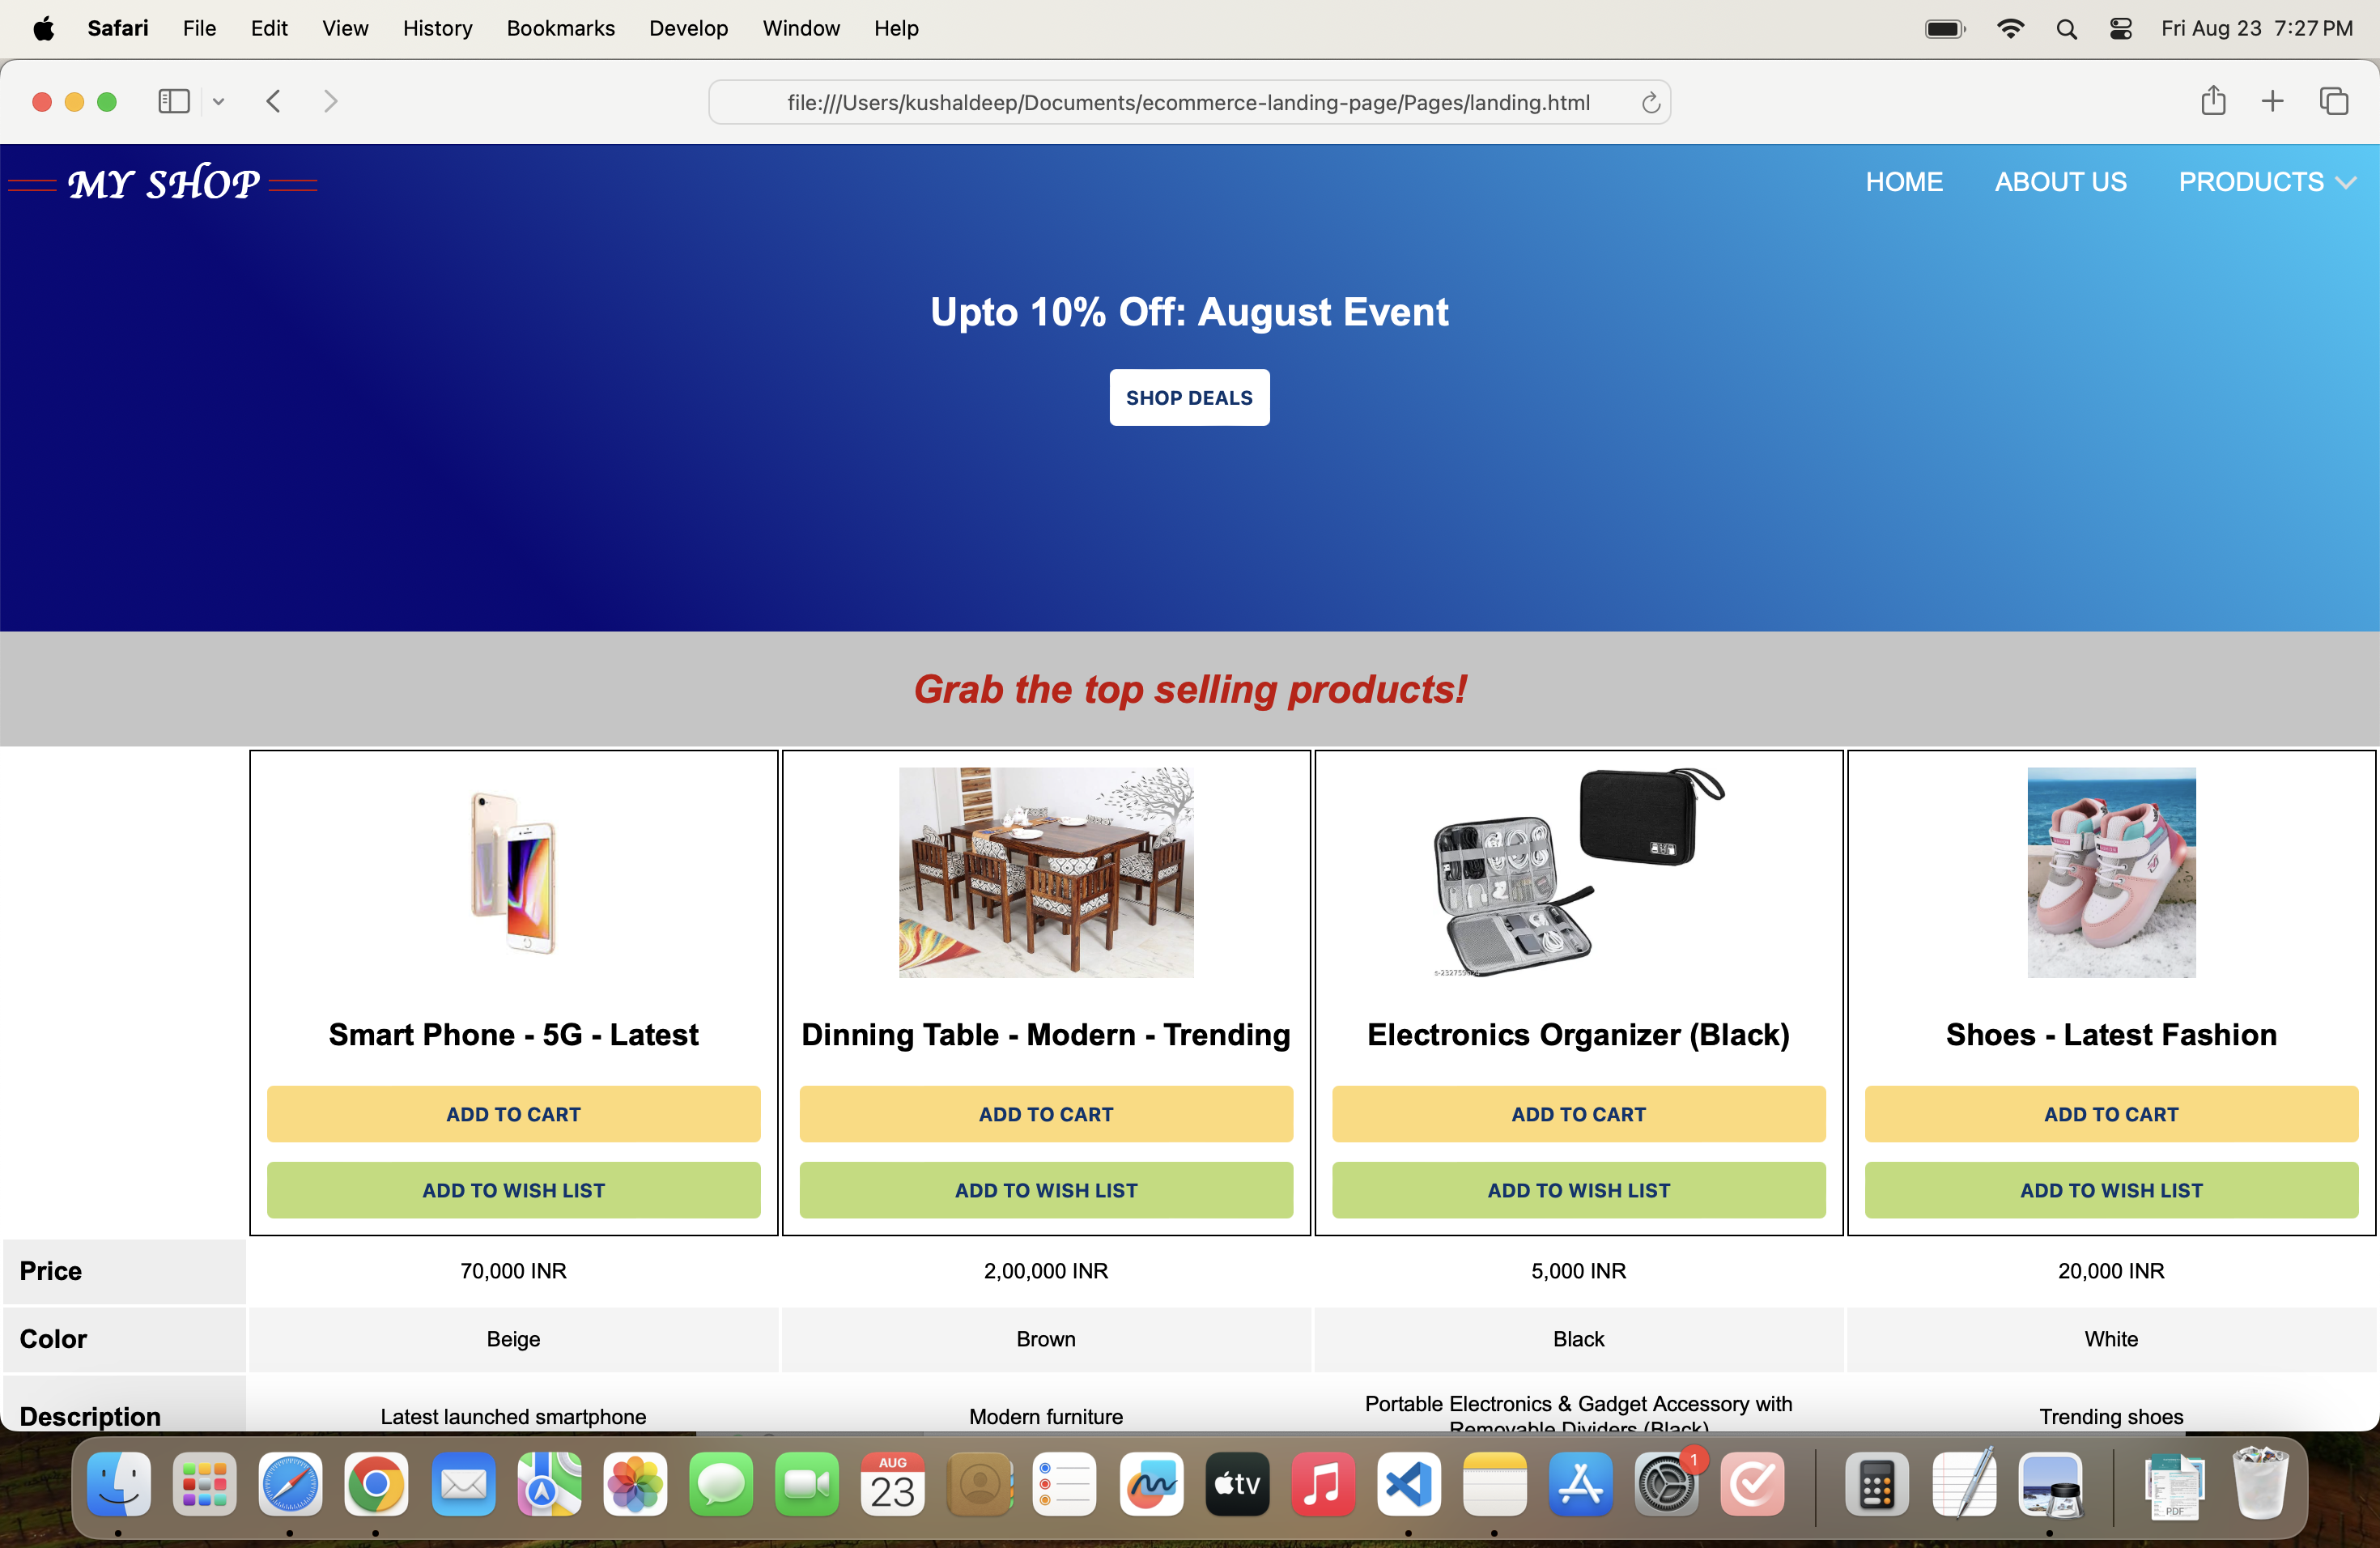 Safari File Edit View History Bookmarks Develop Window Help Fri Aug 23 7:27 PM
file:///Users/kushaldeep/Documents/ecommerce-landing-page/Pages/landing.html
MY SHOP HOME ABOUT US PRODUCTS
Upto 10% Off: August Event
SHOP DEALS
Grab the top selling products!
Smart Phone - 5G - Latest Dinning Table - Modern - Trending Electronics Organizer (Black) Shoes - Latest Fashion
ADD TO CART ADD TO CART ADD TO CART ADD TO CART
ADD TO WISH LIST ADD TO WISH LIST ADD TO WISH LIST ADD TO WISH LIST
Price 70,000 INR 2,00,000 INR 5,000 INR 20,000 INR
Color Beige Brown Black White
Description Latest launched smartphone Modern furniture Portable Electronics & Gadget Accessory with Trending shoes
Removable Dividers (Black)
AUG
23
tv
1
PDF